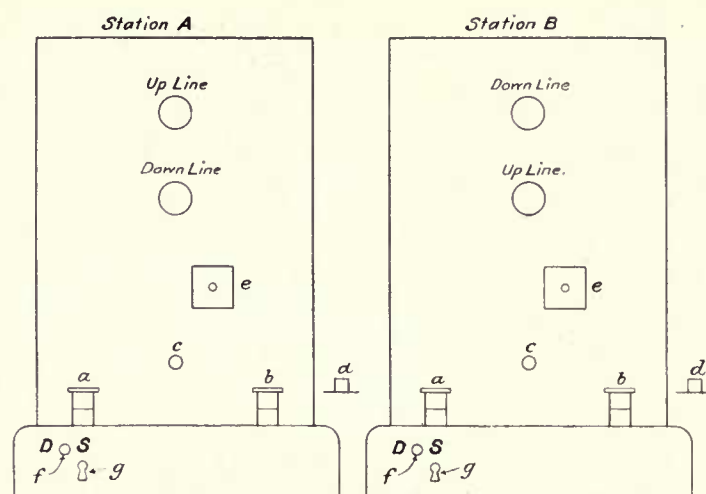 Station A
Up Line
Down Line
e
c
a b d
D S
f g
Station B
Down Line
Up Line.
e
c
a b d
D S
f g